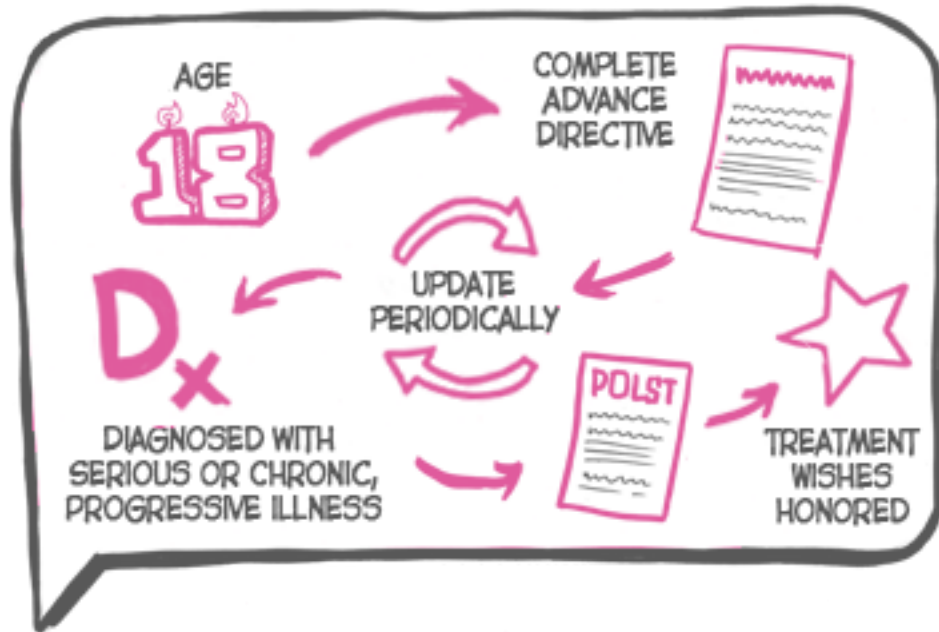 AGE
18
COMPLETE
ADVANCE
DIRECTIVE
UPDATE
PERIODICALLY
Dx
DIAGNOSED WITH
SERIOUS OR CHRONIC,
PROGRESSIVE ILLNESS
POLST
TREATMENT
WISHES
HONORED